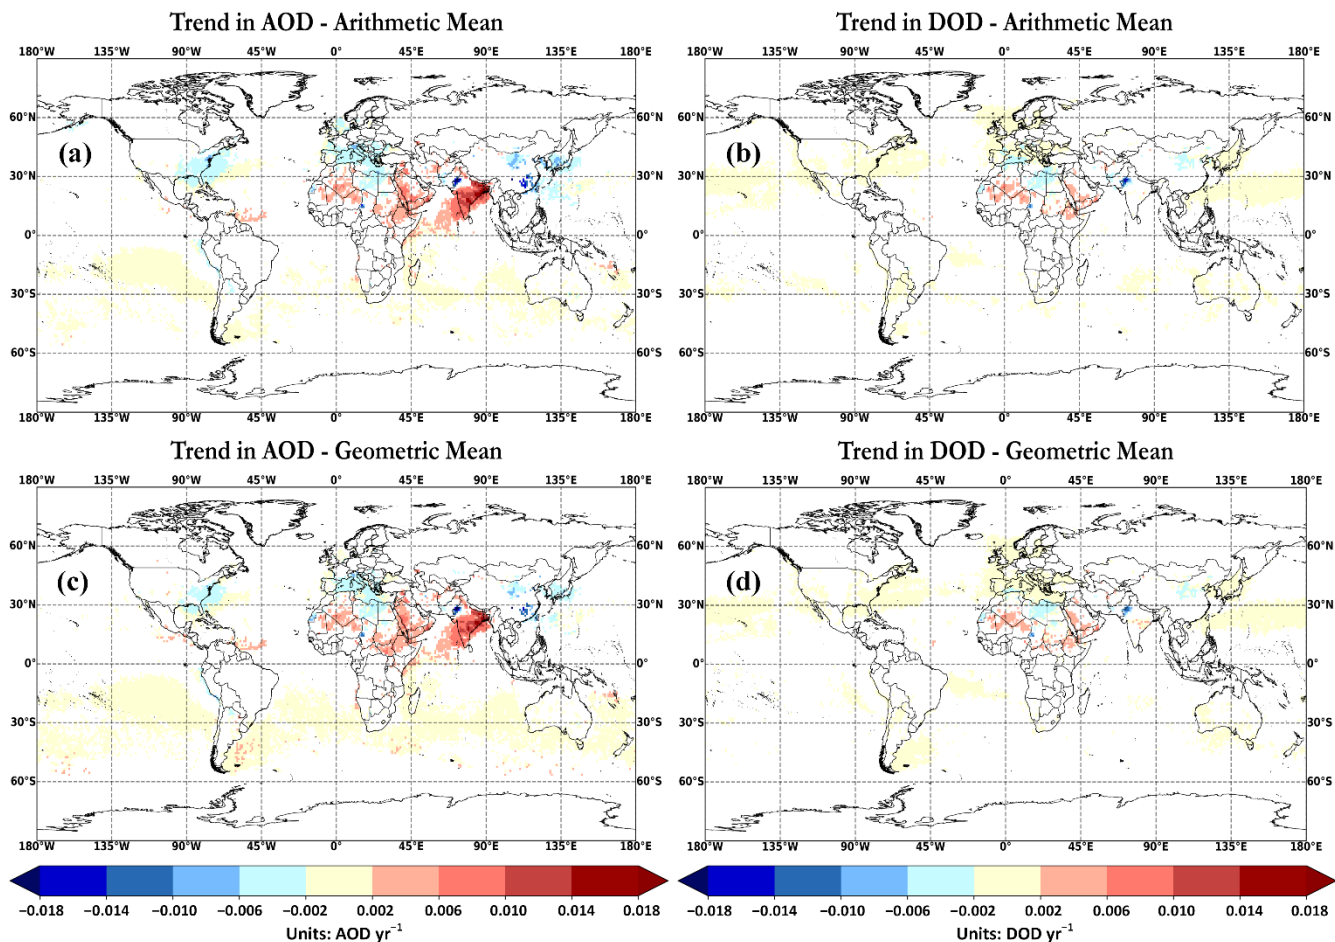 Trend in AOD - Arithmetic Mean
180°W 135°W 90°W 45°W 0° 45°E 90°E 135°E 180°E
60°N
30°N
0°
30°S
60°S
(a)
60°N
30°N
0°
30°S
60°S
180°W 135°W 90°W 45°W 0° 45°E 90°E 135°E 180°E
Trend in DOD - Arithmetic Mean
180°W 135°W 90°W 45°W 0° 45°E 90°E 135°E 180°E
60°N
30°N
0°
30°S
60°S
(b)
60°N
30°N
0°
30°S
60°S
180°W 135°W 90°W 45°W 0° 45°E 90°E 135°E 180°E
Trend in AOD - Geometric Mean
180°W 135°W 90°W 45°W 0° 45°E 90°E 135°E 180°E
60°N
30°N
0°
30°S
60°S
(c)
60°N
30°N
0°
30°S
60°S
180°W 135°W 90°W 45°W 0° 45°E 90°E 135°E 180°E
Trend in DOD - Geometric Mean
180°W 135°W 90°W 45°W 0° 45°E 90°E 135°E 180°E
60°N
30°N
0°
30°S
60°S
(d)
60°N
30°N
0°
30°S
60°S
180°W 135°W 90°W 45°W 0° 45°E 90°E 135°E 180°E
−0.018 −0.014 −0.010 −0.006 −0.002 0.002 0.006 0.010 0.014 0.018
Units: AOD yr⁻¹
−0.018 −0.014 −0.010 −0.006 −0.002 0.002 0.006 0.010 0.014 0.018
Units: DOD yr⁻¹